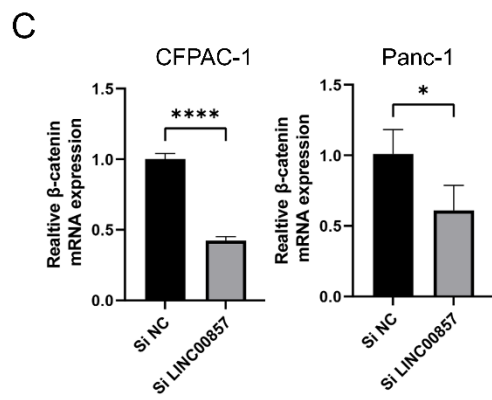 C
CFPAC-1
Realtive β-catenin
mRNA expression
1.5
1.0
0.5
0.0
****
Si NC
Si LINC00857
Panc-1
Realtive β-catenin
mRNA expression
1.5
1.0
0.5
0.0
*
Si NC
Si LINC00857